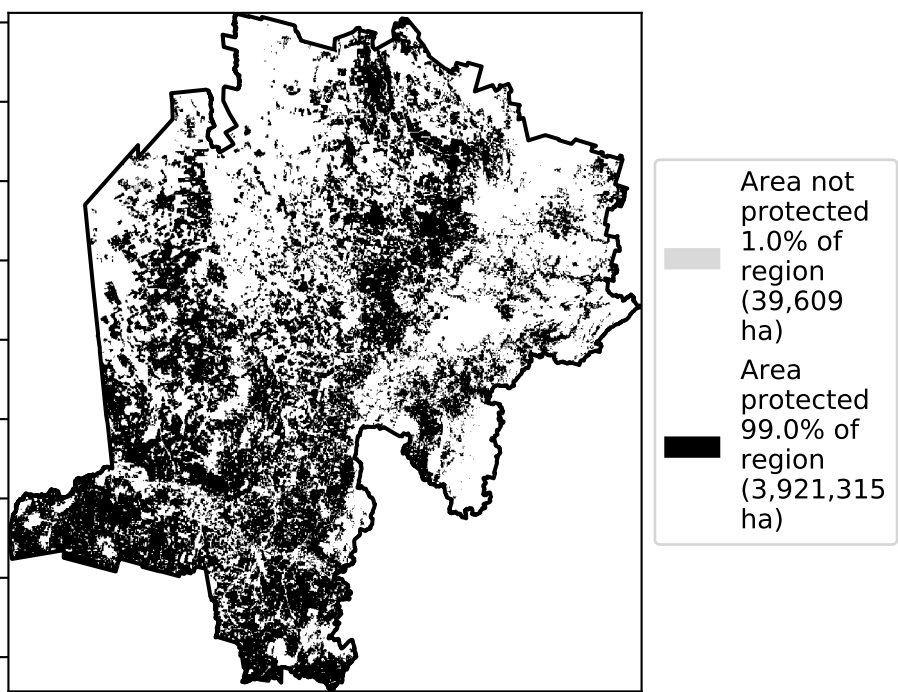 Area not
protected
1.0% of
region
(39,609
ha)
Area
protected
99.0% of
region
(3,921,315
ha)